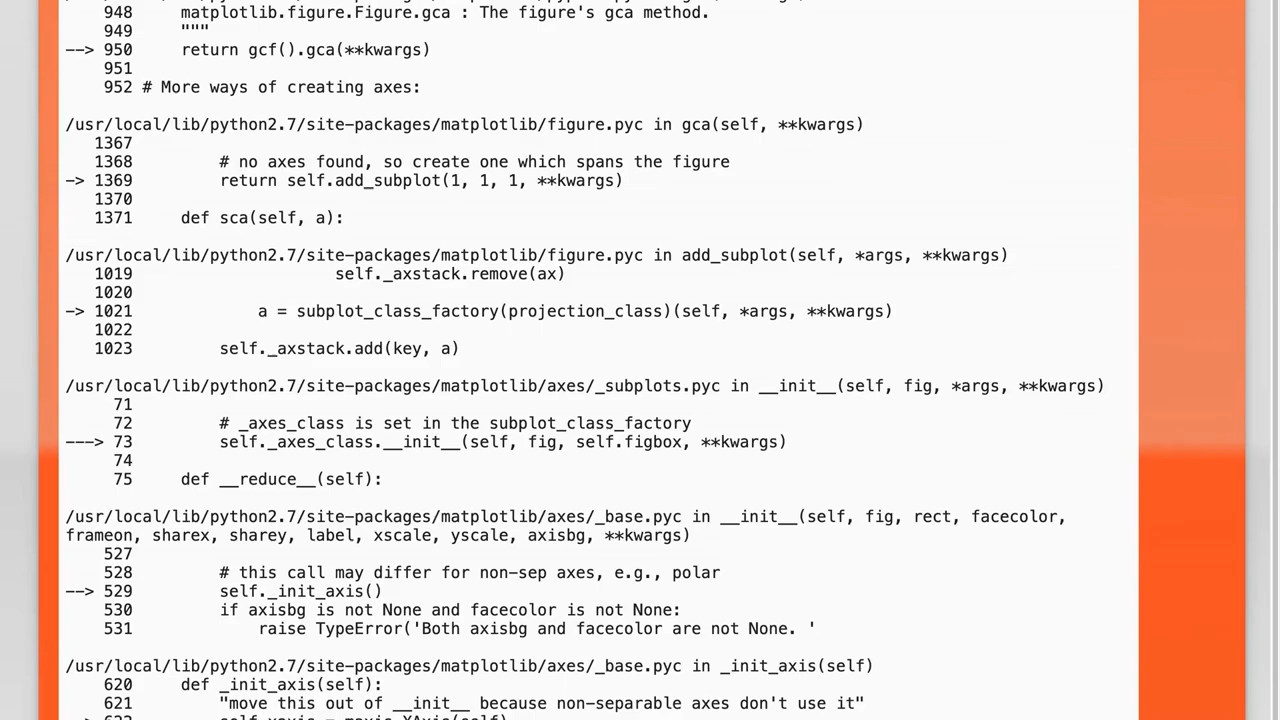 948     matplotlib.figure.Figure.gca : The figure's gca method.
949     """
--> 950     return gcf().gca(**kwargs)
951
952 # More ways of creating axes:
/usr/local/lib/python2.7/site-packages/matplotlib/figure.pyc in gca(self, **kwargs)
1367
1368         # no axes found, so create one which spans the figure
-> 1369         return self.add_subplot(1, 1, 1, **kwargs)
1370
1371     def sca(self, a):
/usr/local/lib/python2.7/site-packages/matplotlib/figure.pyc in add_subplot(self, *args, **kwargs)
1019                     self._axstack.remove(ax)
1020
-> 1021             a = subplot_class_factory(projection_class)(self, *args, **kwargs)
1022
1023         self._axstack.add(key, a)
/usr/local/lib/python2.7/site-packages/matplotlib/axes/_subplots.pyc in __init__(self, fig, *args, **kwargs)
71
72         # _axes_class is set in the subplot_class_factory
---> 73         self._axes_class.__init__(self, fig, self.figbox, **kwargs)
74
75     def __reduce__(self):
/usr/local/lib/python2.7/site-packages/matplotlib/axes/_base.pyc in __init__(self, fig, rect, facecolor,
frameon, sharex, sharey, label, xscale, yscale, axisbg, **kwargs)
527
528         # this call may differ for non-sep axes, e.g., polar
--> 529         self._init_axis()
530         if axisbg is not None and facecolor is not None:
531             raise TypeError('Both axisbg and facecolor are not None. '
/usr/local/lib/python2.7/site-packages/matplotlib/axes/_base.pyc in _init_axis(self)
620     def _init_axis(self):
621         "move this out of __init__ because non-separable axes don't use it"